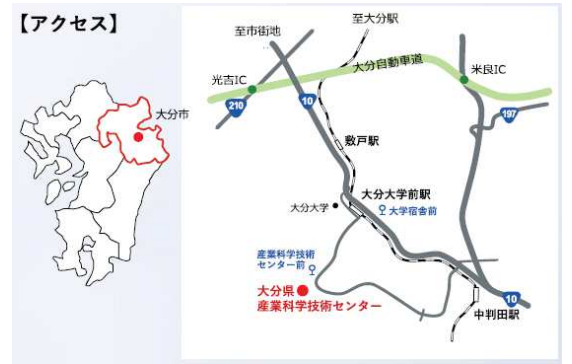 【アクセス】
大分市
至市街地
至大分駅
大分自動車道
光吉IC
米良IC
210
10
197
敷戸駅
大分大学前駅
大分大学
大学宿舎前
産業科学技術
センター前
大分県
産業科学技術センター
10
中判田駅